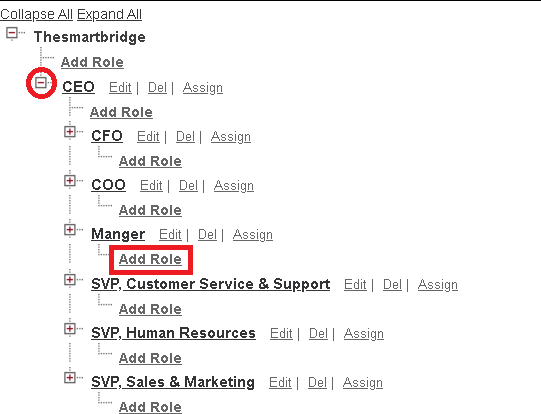 Collapse All Expand All
Thesmartbridge
Add Role
CEO Edit | Del | Assign
Add Role
CFO Edit | Del | Assign
Add Role
COO Edit | Del | Assign
Add Role
Manger Edit | Del | Assign
Add Role
SVP, Customer Service & Support Edit | Del | Assign
Add Role
SVP, Human Resources Edit | Del | Assign
Add Role
SVP, Sales & Marketing Edit | Del | Assign
Add Role